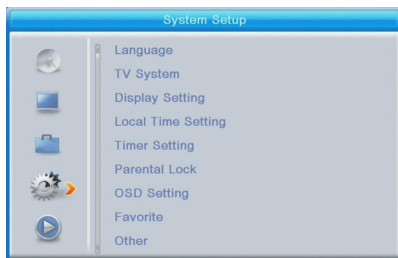 System Setup
Language
TV System
Display Setting
Local Time Setting
Timer Setting
Parental Lock
OSD Setting
Favorite
Other